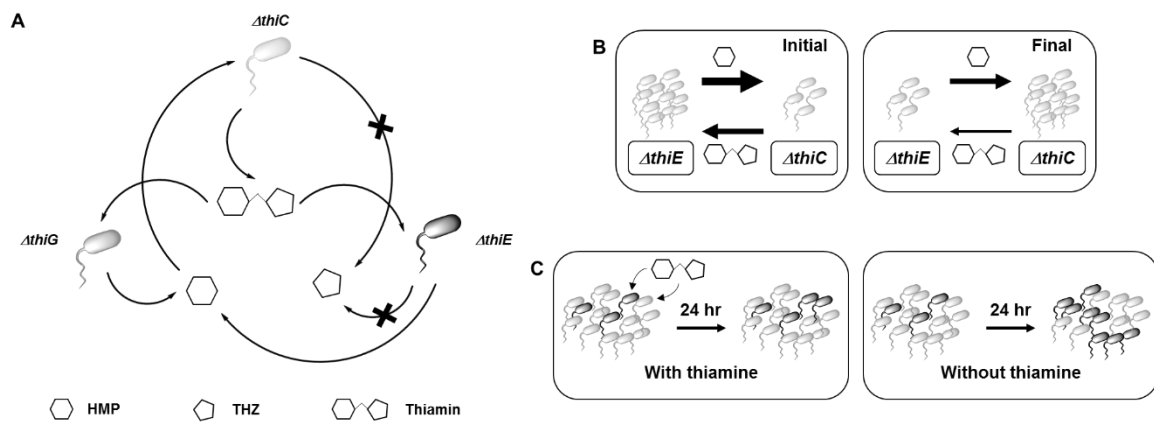 A
ΔthiC
ΔthiG
ΔthiE
HMP
THZ
Thiamin
B
Initial
ΔthiE
ΔthiC
Final
ΔthiE
ΔthiC
C
24 hr
With thiamine
24 hr
Without thiamine